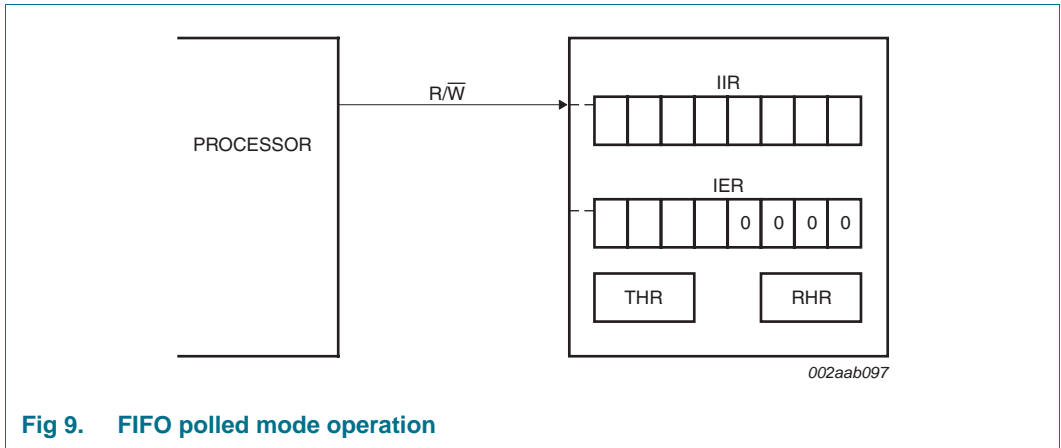 IIR
R/W̅
PROCESSOR
IER
0 0 0 0
THR RHR
002aab097
Fig 9. FIFO polled mode operation